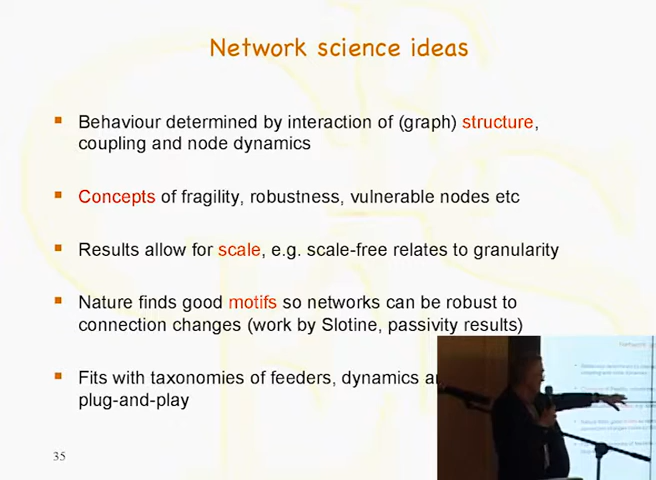 Network science ideas
Behaviour determined by interaction of (graph) structure,
coupling and node dynamics
Concepts of fragility, robustness, vulnerable nodes etc
Results allow for scale, e.g. scale-free relates to granularity
Nature finds good motifs so networks can be robust to
connection changes (work by Slotine, passivity results)
Fits with taxonomies of feeders, dynamics
plug-and-play
35